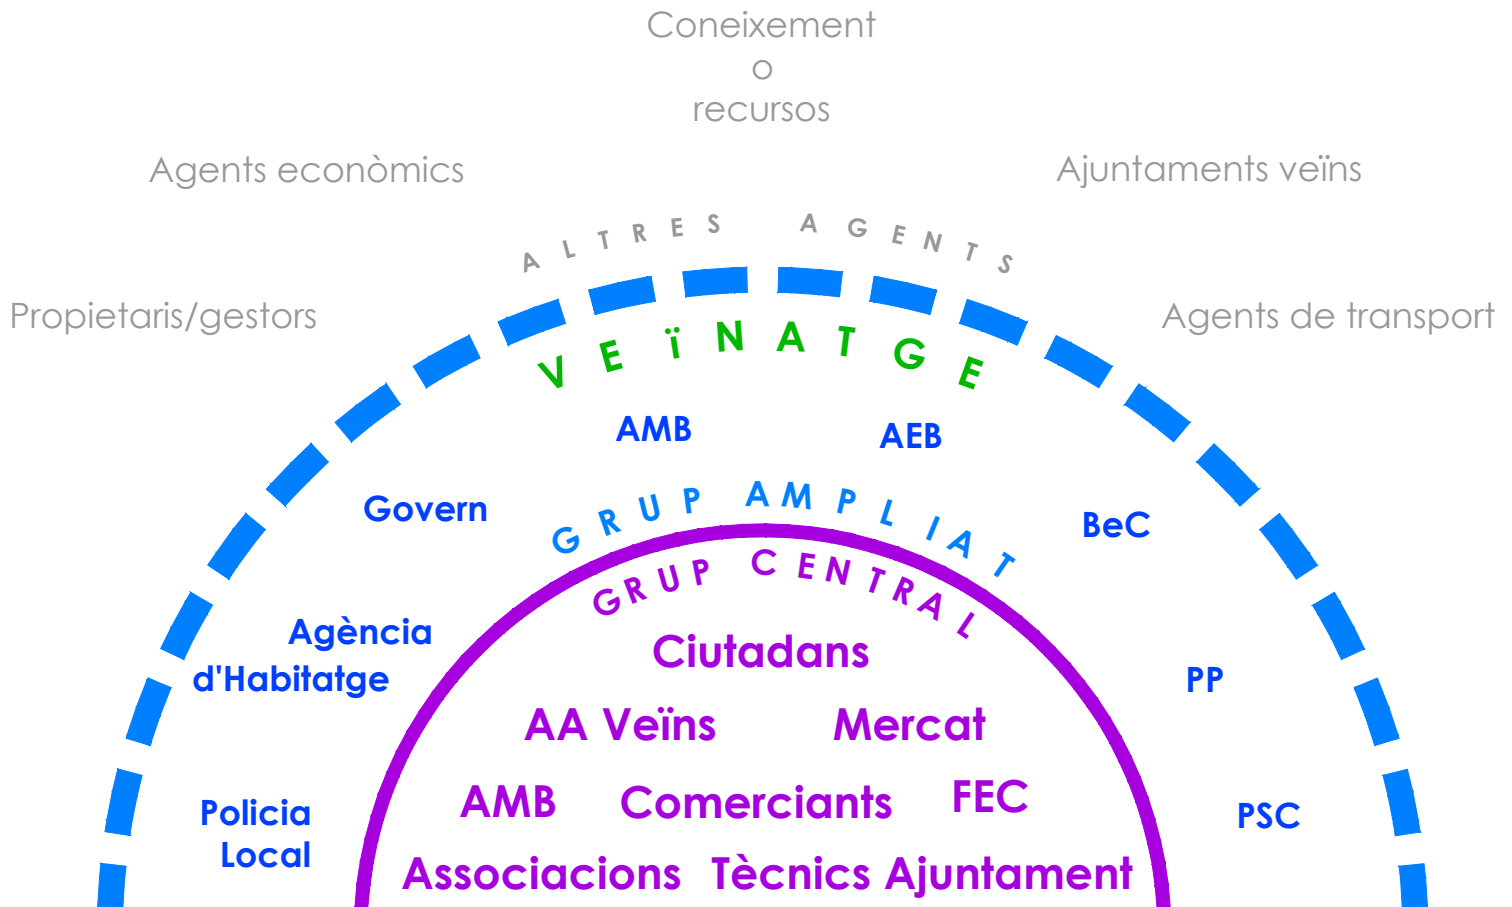 Coneixement
o
recursos
Agents econòmics
Ajuntaments veïns
ALTRES AGENTS
Propietaris/gestors
Agents de transport
VEïNATGE
AMB
AEB
GRUP AMPLIAT
Govern
BeC
GRUP CENTRAL
Ciutadans
Agència
d'Habitatge
PP
AA Veïns
Mercat
AMB
Comerciants
FEC
Policia
Local
PSC
Associacions
Tècnics Ajuntament